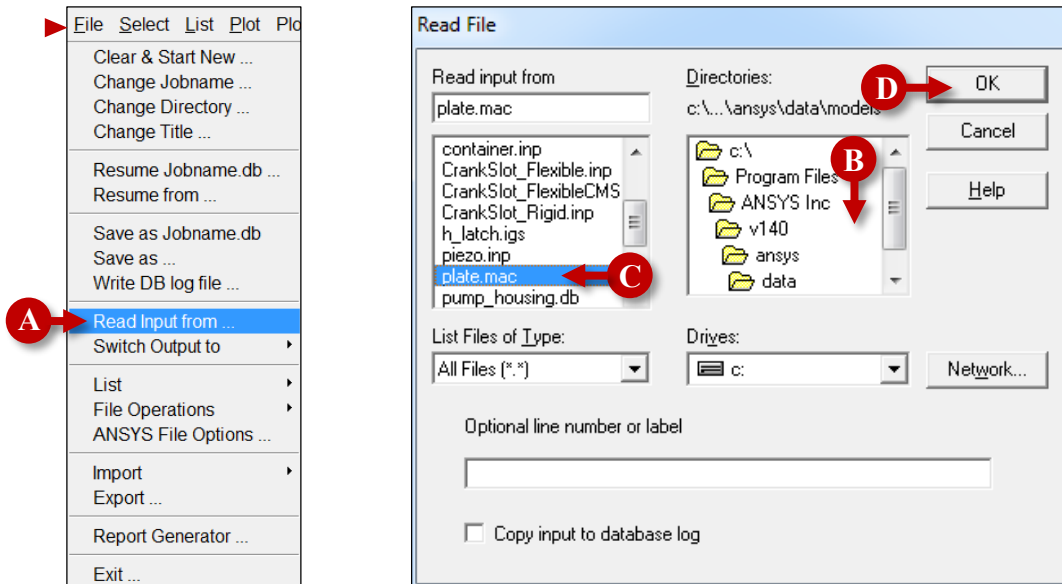 File Select List Plot Plo
Clear & Start New ...
Change Jobname ...
Change Directory ...
Change Title ...
Resume Jobname.db ...
Resume from ...
Save as Jobname.db
Save as ...
Write DB log file ...
A
Read Input from ...
Switch Output to
List
File Operations
ANSYS File Options ...
Import
Export ...
Report Generator ...
Exit ...
Read File
Read input from
plate.mac
container.inp
CrankSlot_Flexible.inp
CrankSlot_FlexibleCMS
CrankSlot_Rigid.inp
h_latch.igs
piezo.inp
plate.mac
C
pump_housing.db
List Files of Type:
All Files (*.*)
Directories:
c:\...\ansys\data\models
c:\
B
Program Files
ANSYS Inc
v140
ansys
data
Drives:
c:
D
OK
Cancel
Help
Network...
Optional line number or label
Copy input to database log